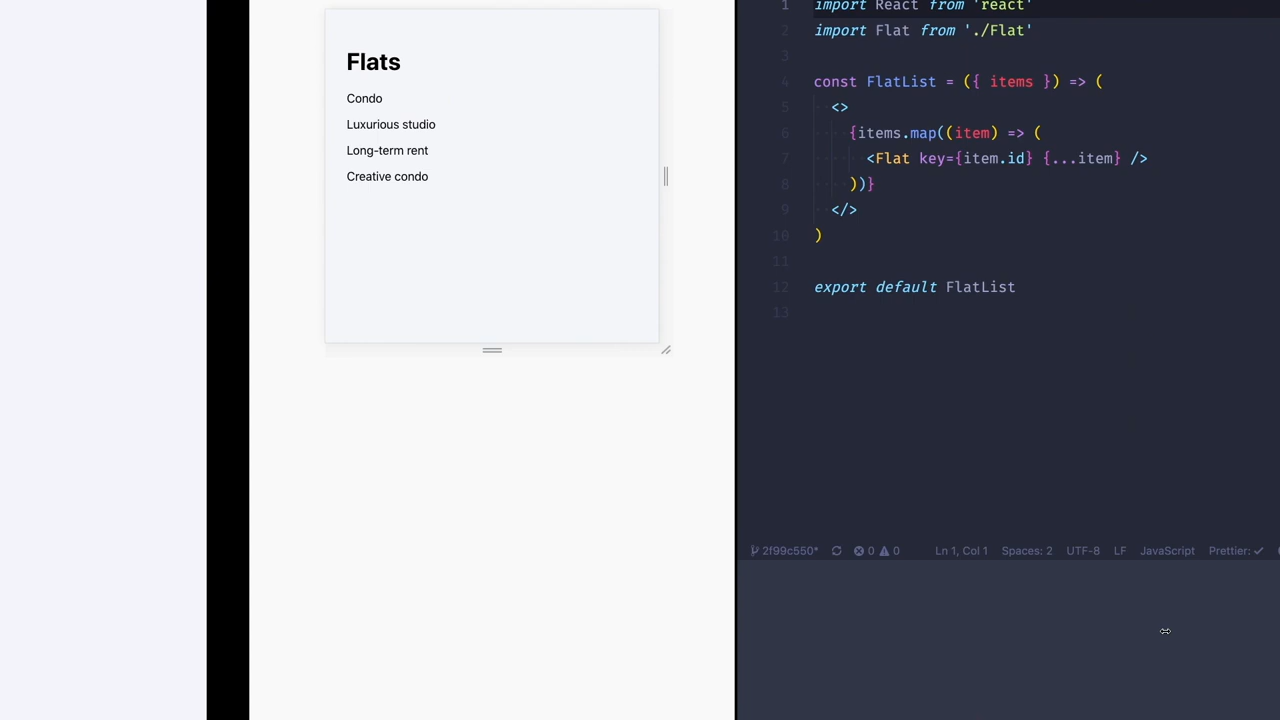 Flats
Condo
Luxurious studio
Long-term rent
Creative condo
1 import React from 'react'
2 import Flat from './Flat'
3
4 const FlatList = ({ items }) => (
5 <>
6 {items.map((item) => (
7 <Flat key={item.id} {...item} />
8 ))}
9 </>
10 )
11
12 export default FlatList
13
2f99c550* 0 0 Ln 1, Col 1 Spaces: 2 UTF-8 LF JavaScript Prettier: ✓